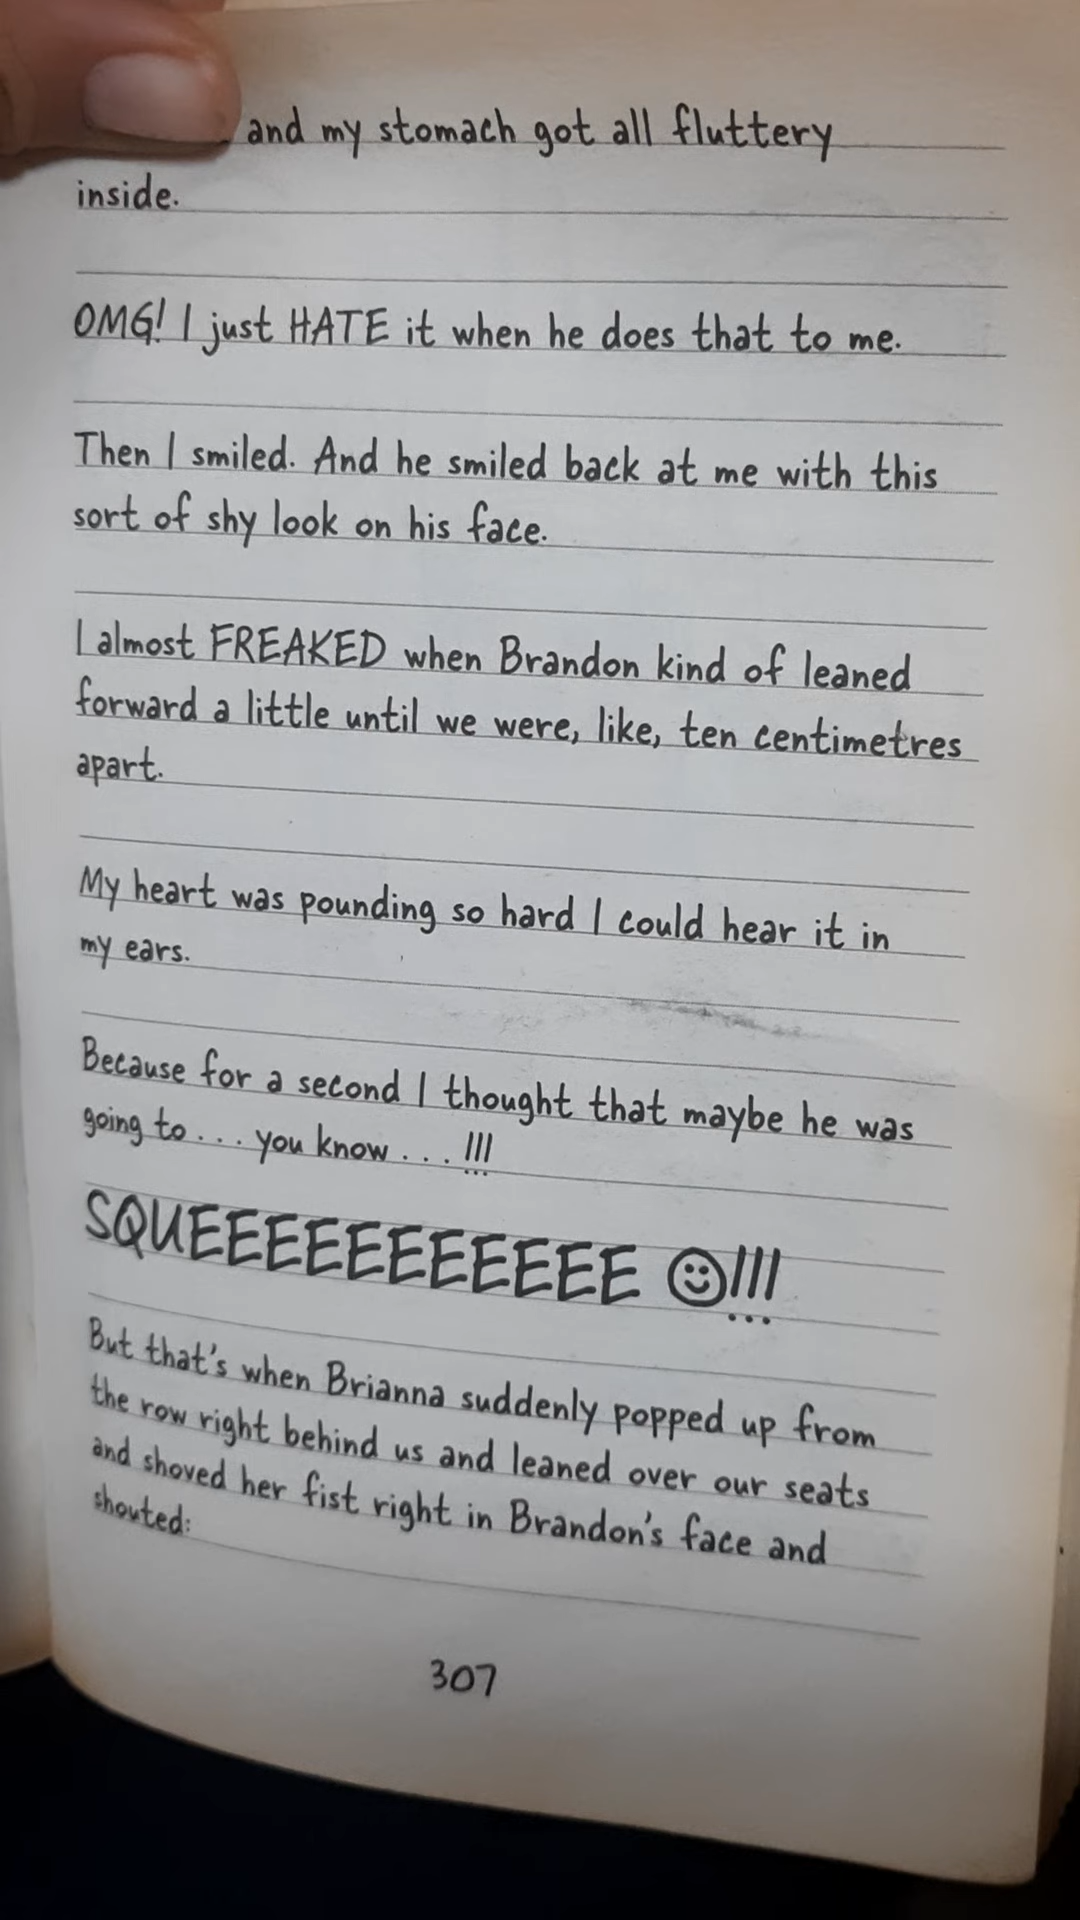 and my stomach got all fluttery
inside.
OMG! I just HATE it when he does that to me.
Then I smiled. And he smiled back at me with this
sort of shy look on his face.
I almost FREAKED when Brandon kind of leaned
forward a little until we were, like, ten centimetres
apart.
My heart was pounding so hard I could hear it in
my ears.
Because for a second I thought that maybe he was
going to . . . you know . . . !!!
SQUEEEEEEEEEEEE ☺!!!
But that's when Brianna suddenly popped up from
the row right behind us and leaned over our seats
and shoved her fist right in Brandon's face and
shouted:
307